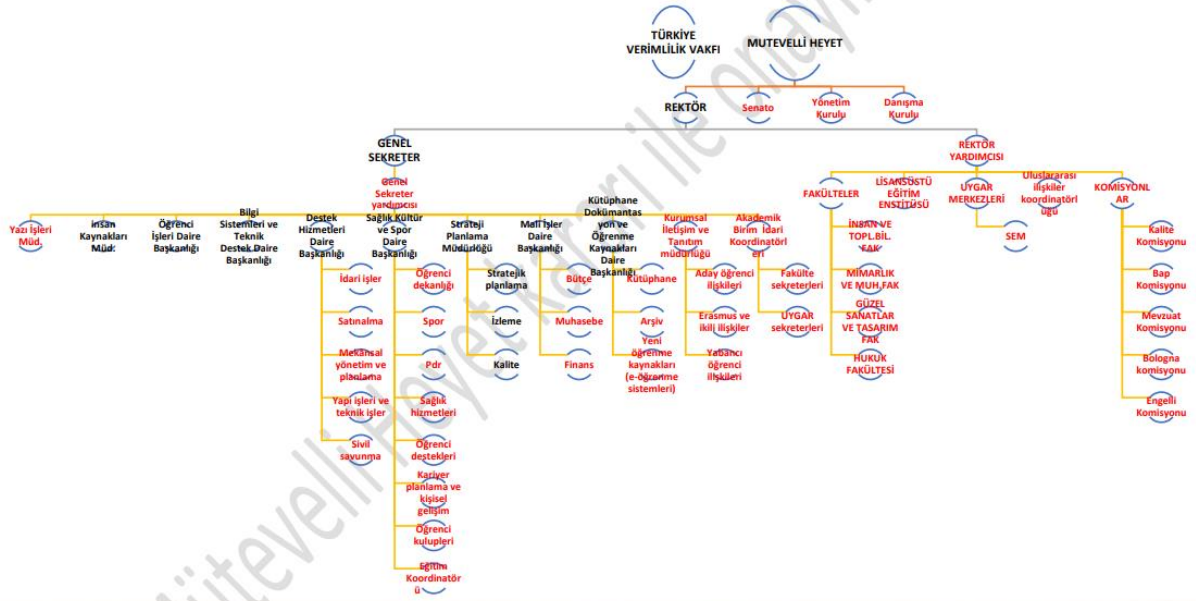 TÜRKİYE
VERİMLİLİK VAKFI
MUTEVELLİ HEYET
REKTÖR
Senato
Yönetim
Kurulu
Danışma
Kurulu
GENEL
SEKRETER
REKTÖR
YARDIMCISI
Genel
Sekreter
yardımcısı
FAKÜLTELER
LİSANSÜSTÜ
EĞİTİM
ENSTİTÜSÜ
UYGAR
MERKEZLERİ
Uluslararası
ilişkiler
koordinatörl
üğü
KOMİSYONL
AR
Yazı İşleri
Müd.
insan
Kaynakları
Müd.
Öğrenci
İşleri Daire
Başkanlığı
Bilgi
Sistemleri ve
Teknik
Destek Daire
Başkanlığı
Destek
Hizmetleri
Daire
Başkanlığı
Sağlık Kültür
ve Spor
Daire
Başkanlığı
Strateji
Planlama
Müdürlüğü
Mali İşler
Daire
Başkanlığı
Kütüphane
Dokümantas
yon ve
Öğrenme
Kaynakları
Daire
Başkanlığı
Kurumsal
İletişim ve
Tanıtım
müdürlüğü
Akademik
Birim İdari
Koordinatörl
eri
İdari işler
Satınalma
Mekansal
yönetim ve
planlama
Yapı işleri ve
teknik işler
Sivil
savunma
Öğrenci
dekanlığı
Spor
Pdr
Sağlık
hizmetleri
Öğrenci
destekleri
Kariyer
planlama ve
kişisel
gelişim
Öğrenci
kulupleri
Eğitim
Koordinatör
ü
Stratejik
planlama
İzleme
Kalite
Bütçe
Muhasebe
Finans
Kütüphane
Arşiv
Yeni
öğrenme
kaynakları
(e-öğrenme
sistemleri)
Aday öğrenci
ilişkileri
Erasmus ve
ikili ilişkiler
Yabancı
öğrenci
ilişkileri
Fakülte
sekreterleri
UYGAR
sekreterleri
İNSAN VE
TOPL.BİL.
FAK
MİMARLIK
VE MUH.FAK
GÜZEL
SANATLAR
VE TASARIM
FAK
HUKUK
FAKÜLTESİ
SEM
Kalite
Komisyonu
Bap
Komisyonu
Mevzuat
Komisyonu
Bologna
komisyonu
Engelli
Komisyonu
Mütevelli Heyet kararı ile